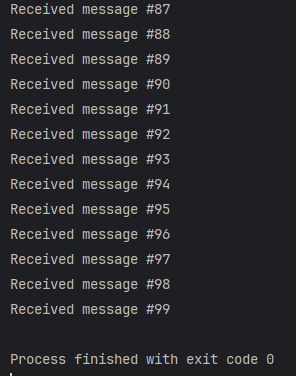 Received message #87
Received message #88
Received message #89
Received message #90
Received message #91
Received message #92
Received message #93
Received message #94
Received message #95
Received message #96
Received message #97
Received message #98
Received message #99
Process finished with exit code 0